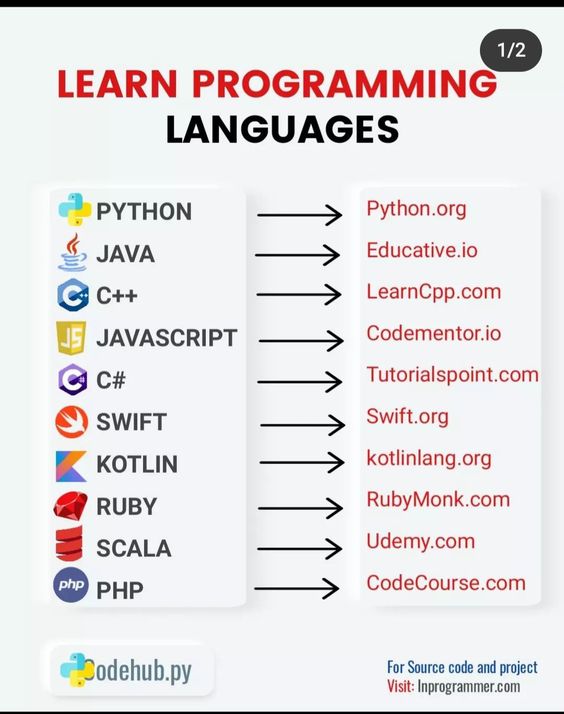 1/2
LEARN PROGRAMMING
LANGUAGES
PYTHON Python.org
JAVA Educative.io
C++ LearnCpp.com
JS JAVASCRIPT Codementor.io
C# Tutorialspoint.com
SWIFT Swift.org
KOTLIN kotlinlang.org
RUBY RubyMonk.com
SCALA Udemy.com
php PHP CodeCourse.com
Codehub.py
For Source code and project
Visit: Inprogrammer.com